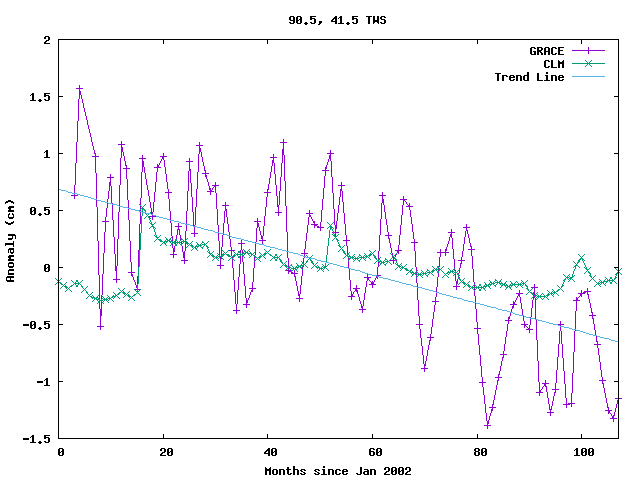 90.5, 41.5 TWS
GRACE
CLM
Trend Line
2
1.5
1
0.5
0
-0.5
-1
-1.5
Anomaly (cm)
0 20 40 60 80 100
Months since Jan 2002